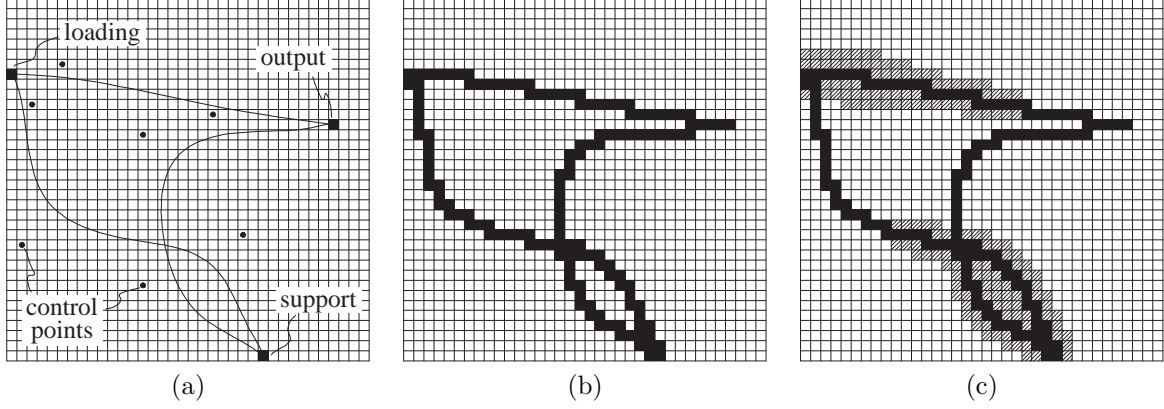 loading
output
control
points
support
(a)
(b)
(c)